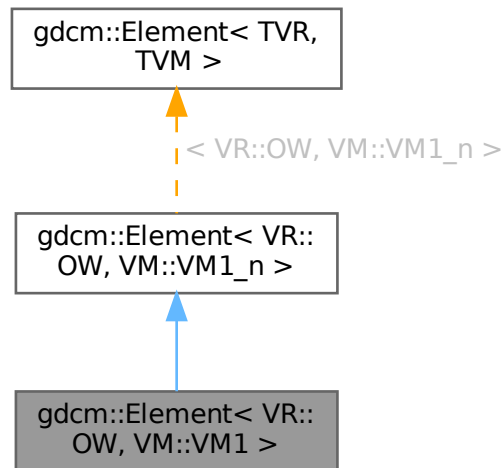 gdcm::Element< TVR,
TVM >
< VR::OW, VM::VM1_n >
gdcm::Element< VR::
OW, VM::VM1_n >
gdcm::Element< VR::
OW, VM::VM1 >